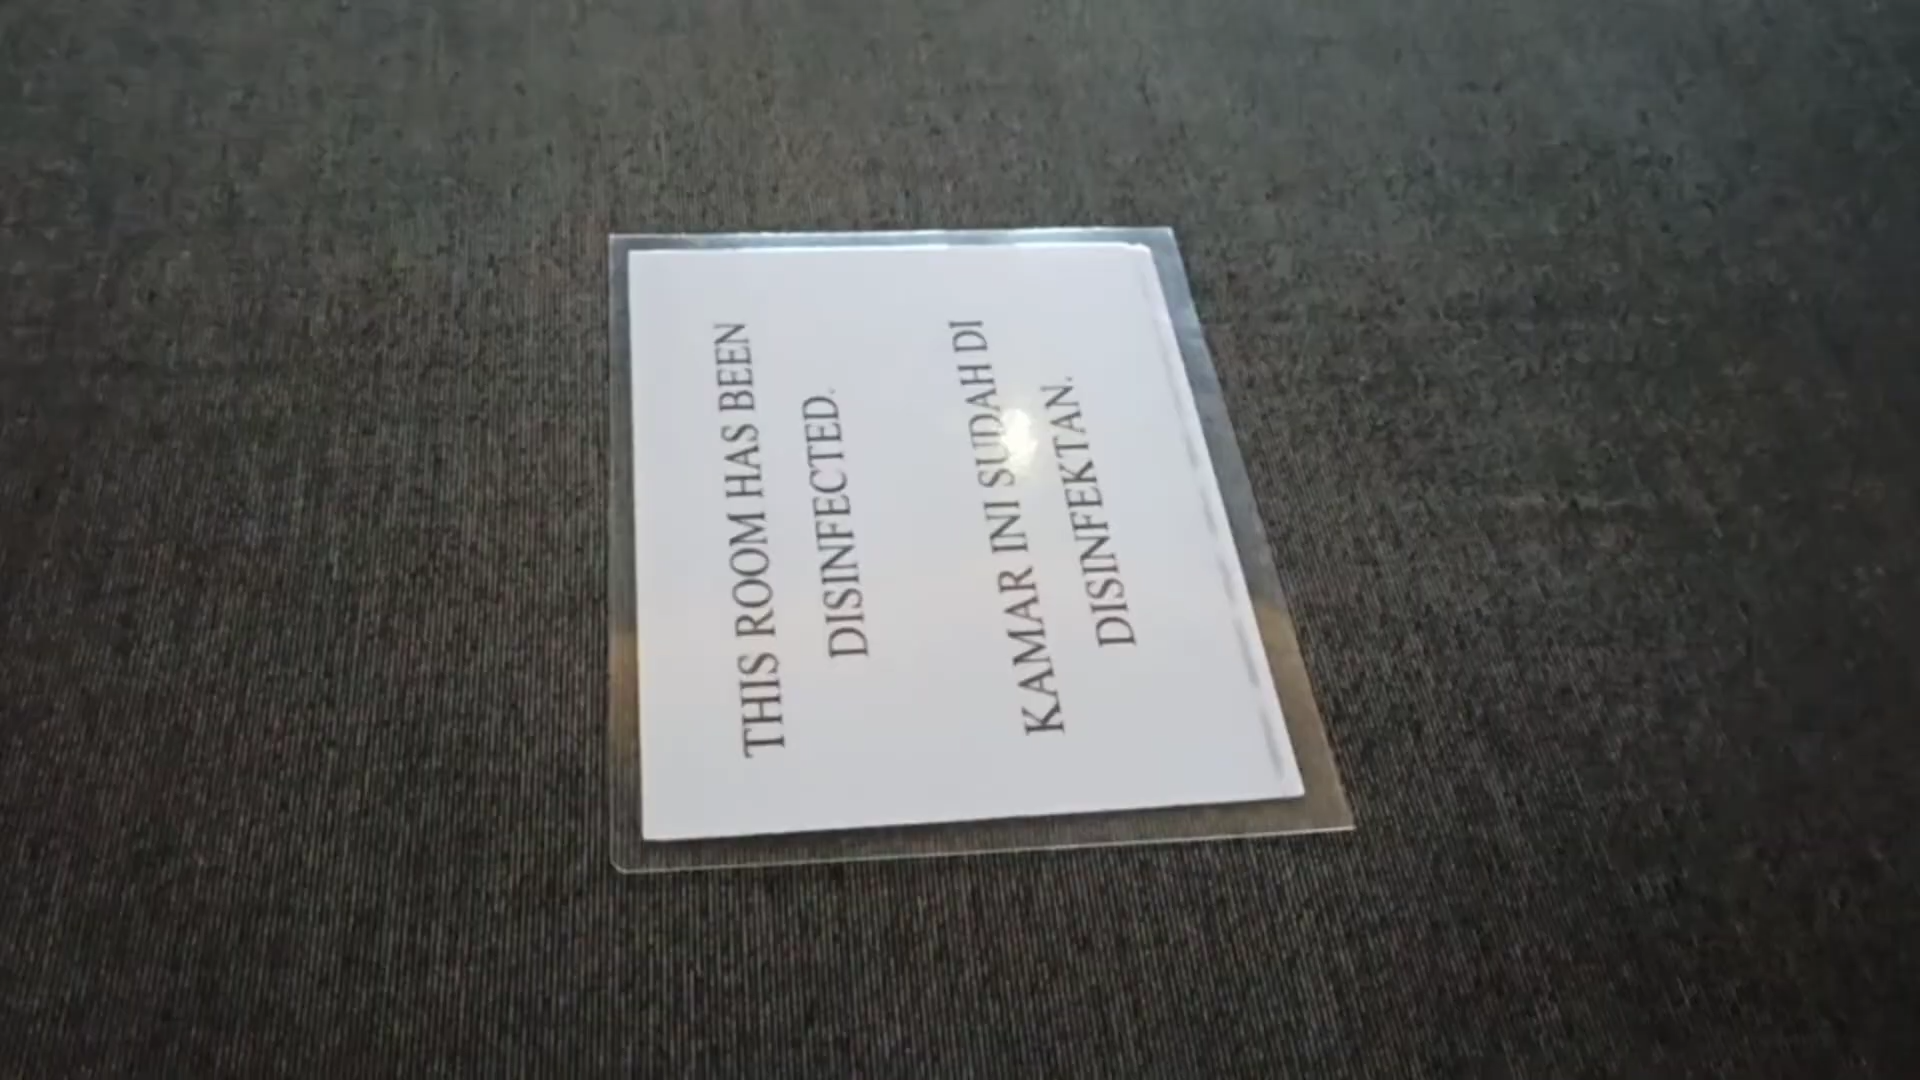 THIS ROOM HAS BEEN
DISINFECTED.
KAMAR INI SUDAH DI
DISINFEKTAN.